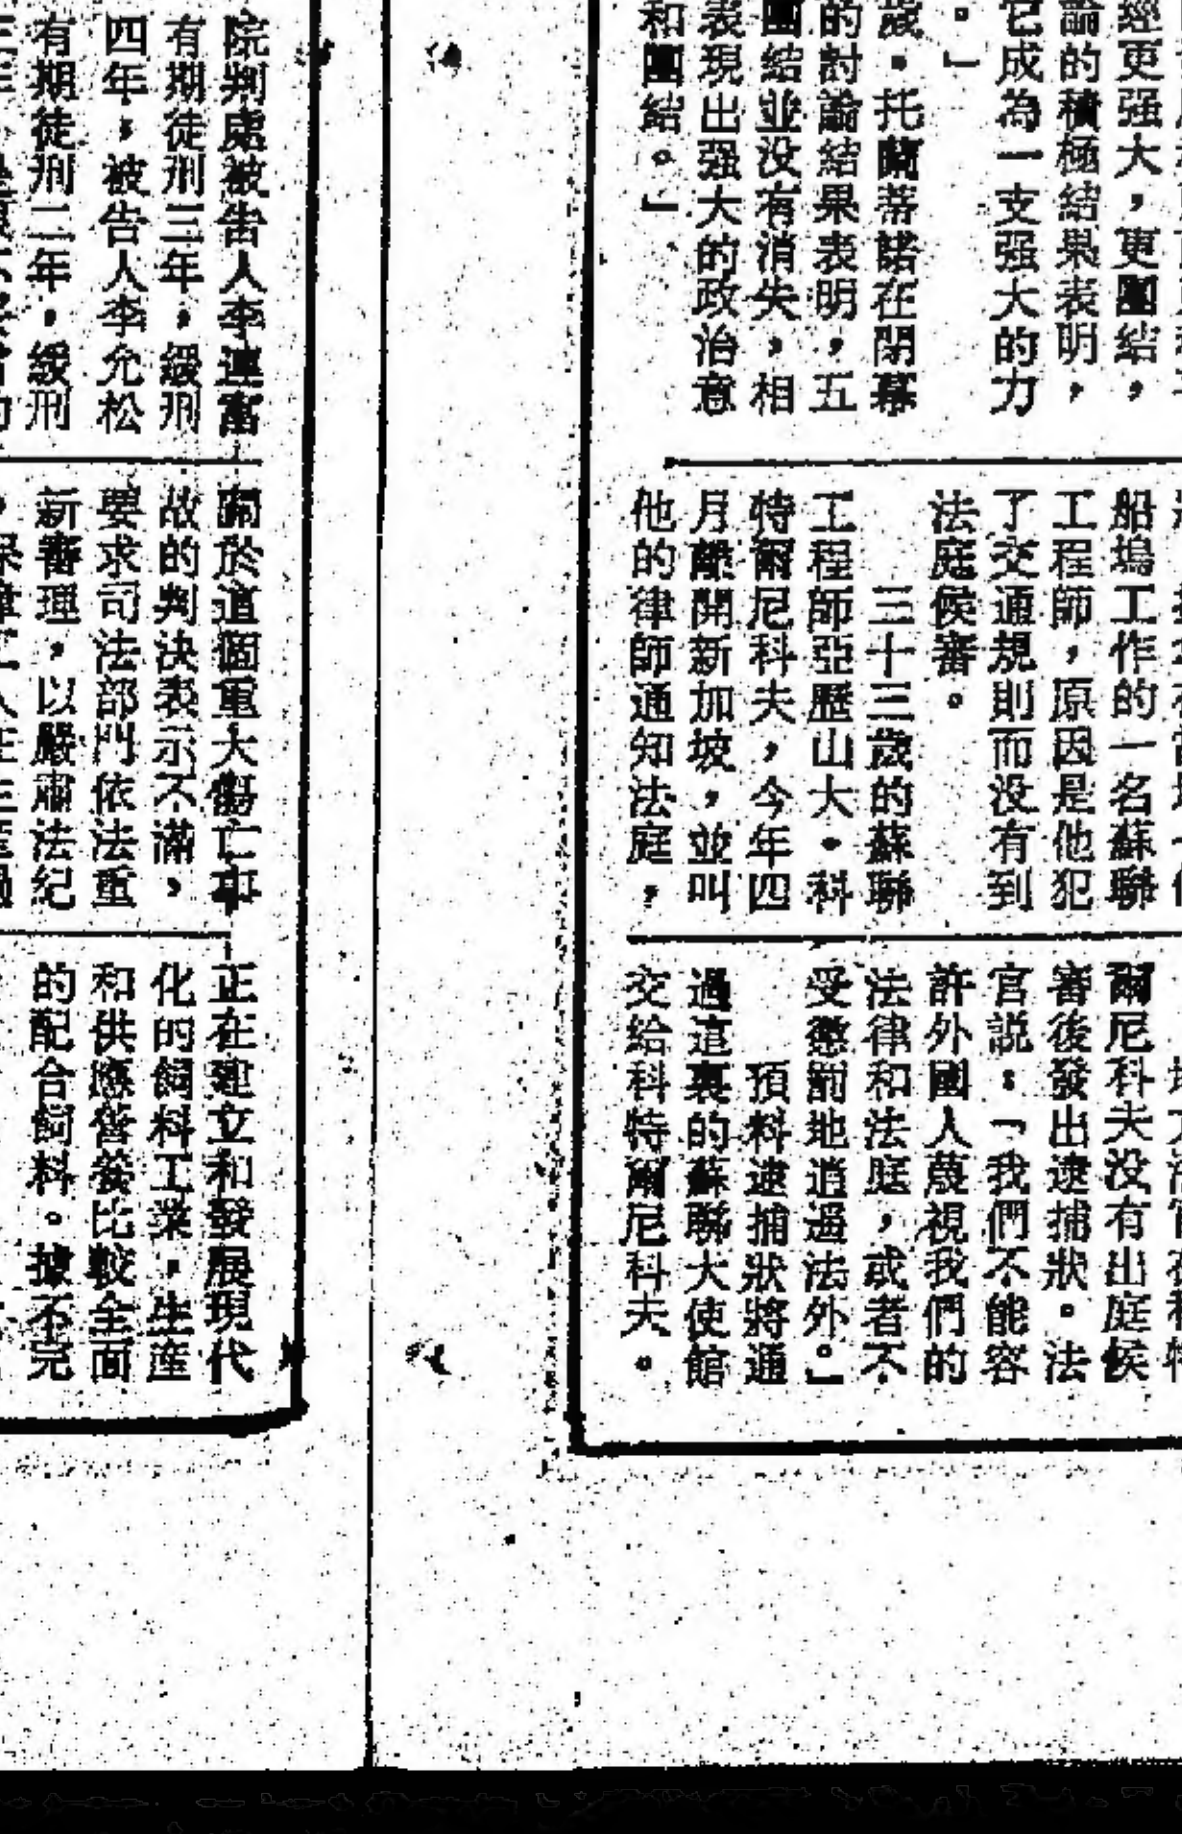 經更强大，更團結，
論的積極結果表明，
它成為一支强大的力
。」
歲·托蘭蒂諾在閉幕
的討論結果表明，五
團結並没有消失，相
表現出强大的政治意
和團結。」
船塢工作的一名蘇聯
工程師，原因是他犯
了交通規則而没有到
法庭候審。
三十三歲的蘇聯
工程師亞歷山大·科
特爾尼科夫，今年四
月離開新加坡，並叫
他的律師通知法庭，
爾尼科夫没有出庭候
審後發出逮捕狀。法
官説：「我們不能容
許外國人蔑視我們的
法律和法庭，或者不
受懲罰地逍遥法外。」
預料逮捕狀將通
過這裏的蘇聯大使館
交給科特爾尼科夫。
院判處被告人李連富
有期徒刑三年，緩刑
四年，被告人李允松
有期徒刑二年，緩刑
關於這個重大傷亡事
故的判决表示不滿，
要求司法部門依法重
新審理，以嚴肅法纪
正在建立和發展現代
化的飼料工業，生産
和供應營養比較全面
的配合飼料。據不完